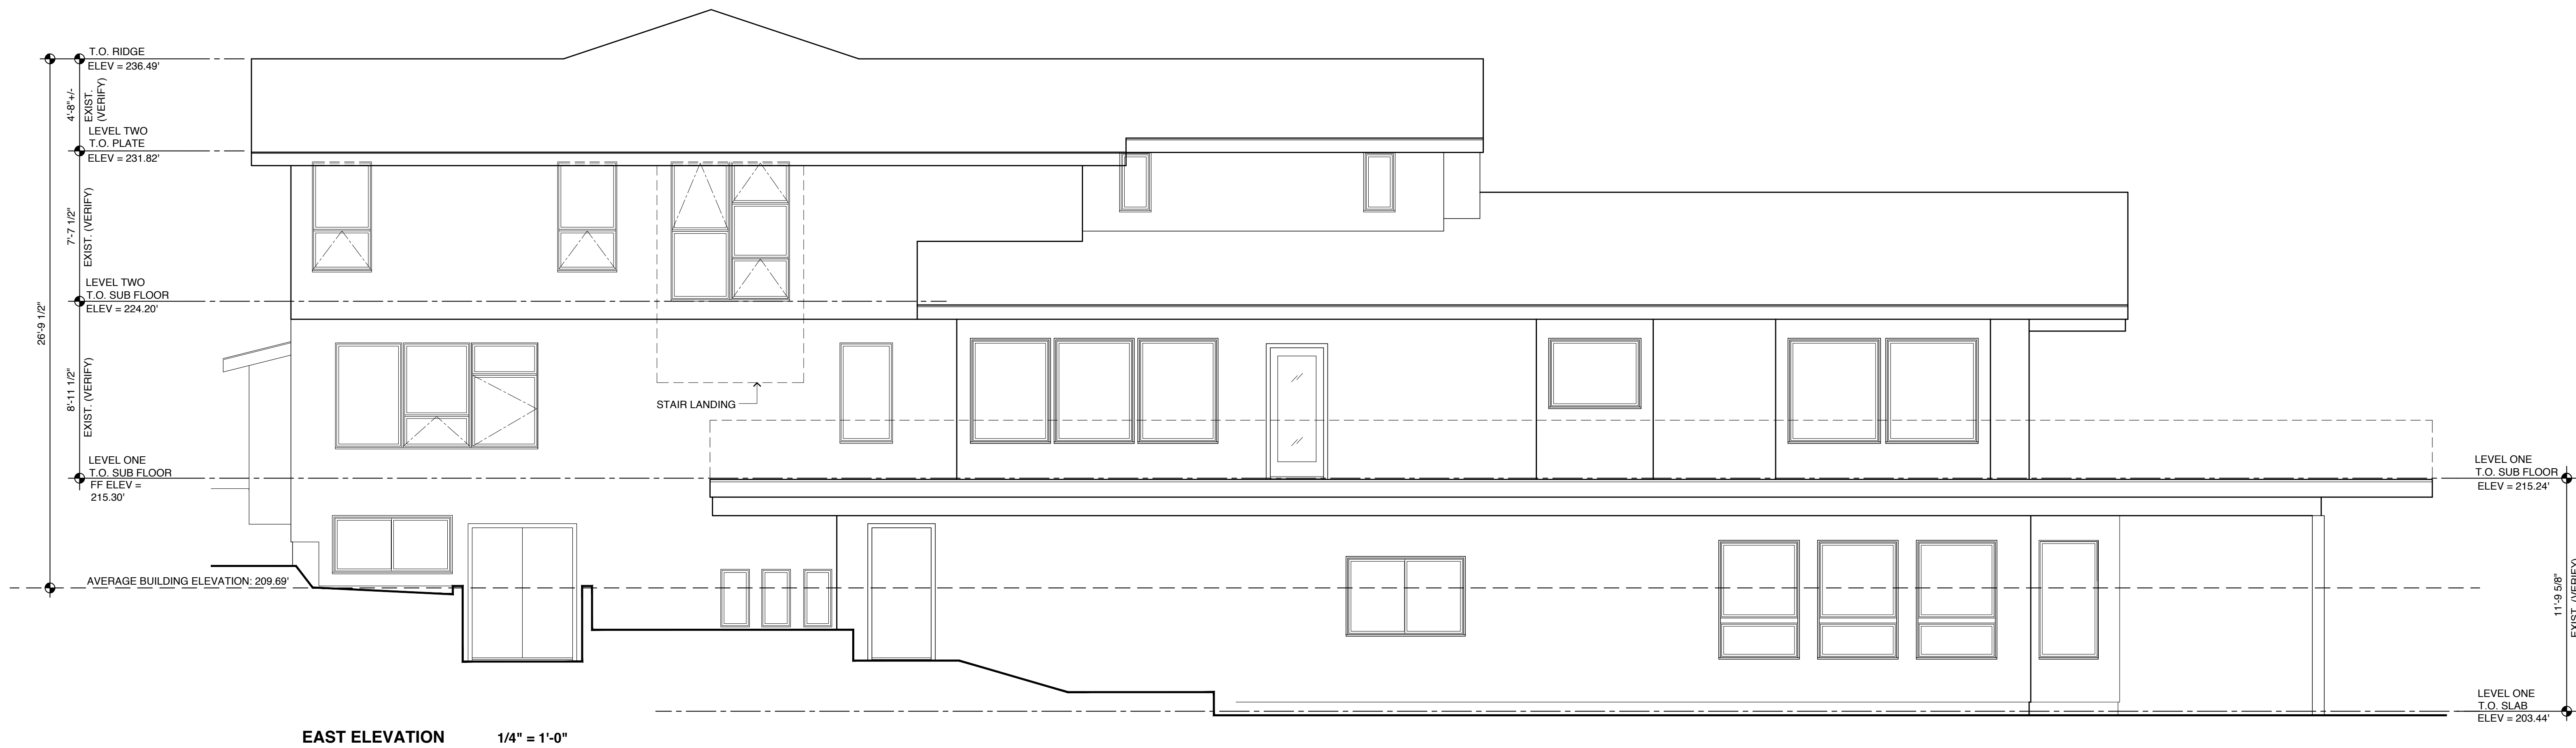 T.O. RIDGE
ELEV = 236.49'
4'-8"+/-
EXIST.
(VERIFY)
LEVEL TWO
T.O. PLATE
ELEV = 231.82'
7'-7 1/2"
EXIST. (VERIFY)
LEVEL TWO
T.O. SUB FLOOR
ELEV = 224.20'
26'-9 1/2"
8'-11 1/2"
EXIST. (VERIFY)
STAIR LANDING
LEVEL ONE
T.O. SUB FLOOR
FF ELEV =
215.30'
LEVEL ONE
T.O. SUB FLOOR
ELEV = 215.24'
AVERAGE BUILDING ELEVATION: 209.69'
11'-9 5/8"
EXIST. (VERIFY)
LEVEL ONE
T.O. SLAB
ELEV = 203.44'
EAST ELEVATION 1/4" = 1'-0"